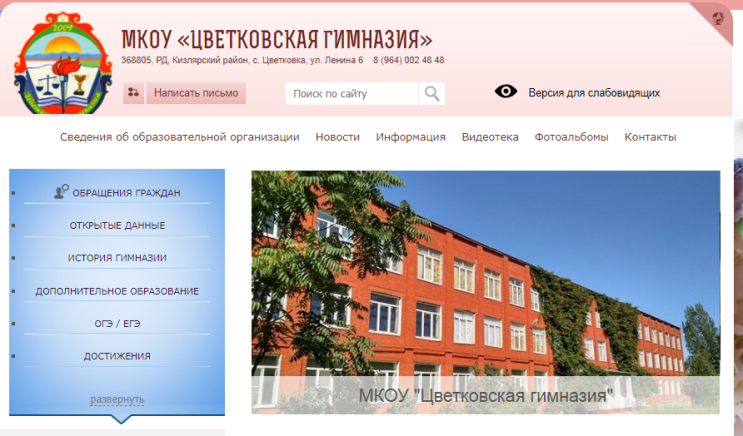 2009
МКОУ «ЦВЕТКОВСКАЯ ГИМНАЗИЯ»
368805, РД, Кизлярский район, с. Цветковка, ул. Ленина 6 8 (964) 002 48 48
Написать письмо
Поиск по сайту
Версия для слабовидящих
Сведения об образовательной организации Новости Информация Видеотека Фотоальбомы Контакты
ОБРАЩЕНИЯ ГРАЖДАН
ОТКРЫТЫЕ ДАННЫЕ
ИСТОРИЯ ГИМНАЗИИ
ДОПОЛНИТЕЛЬНОЕ ОБРАЗОВАНИЕ
ОГЭ / ЕГЭ
ДОСТИЖЕНИЯ
развернуть
МКОУ "Цветковская гимназия"